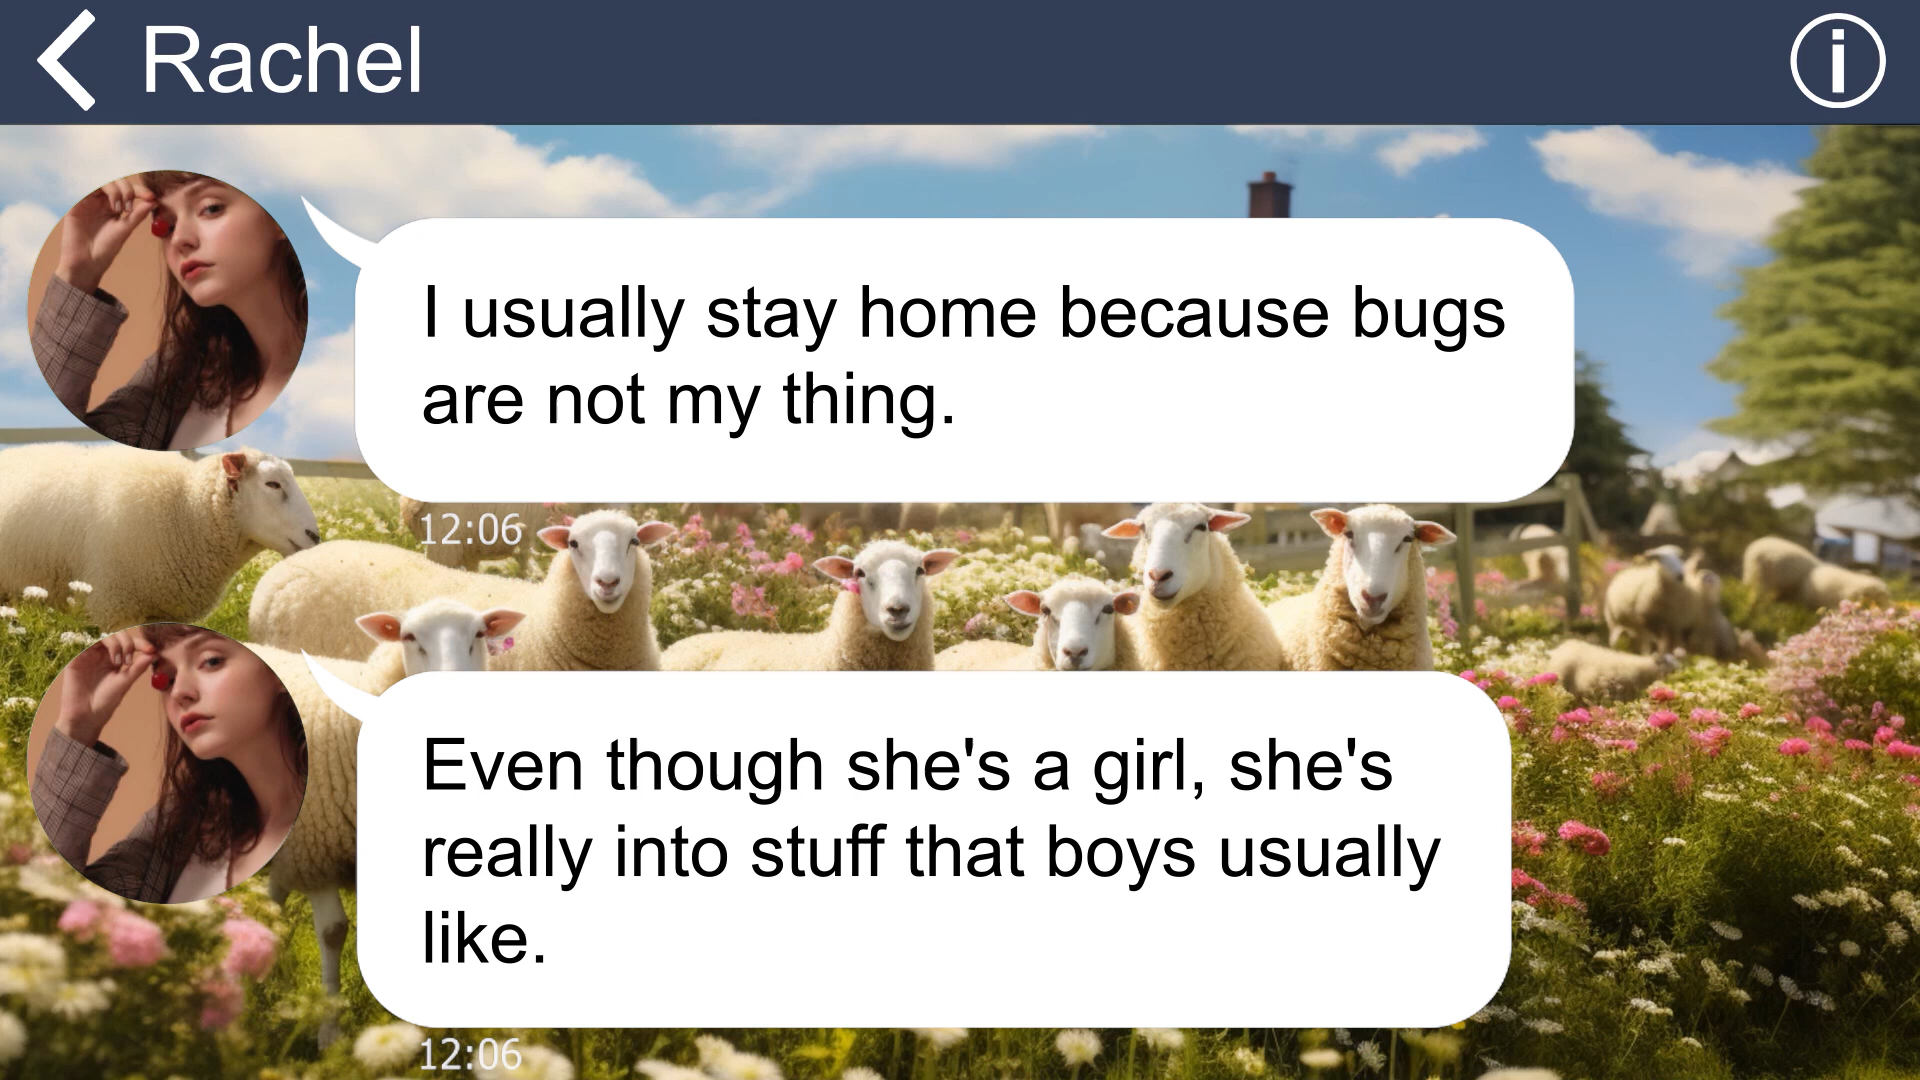 Rachel
I usually stay home because bugs
are not my thing.
12:06
Even though she's a girl, she's
really into stuff that boys usually
like.
12:06